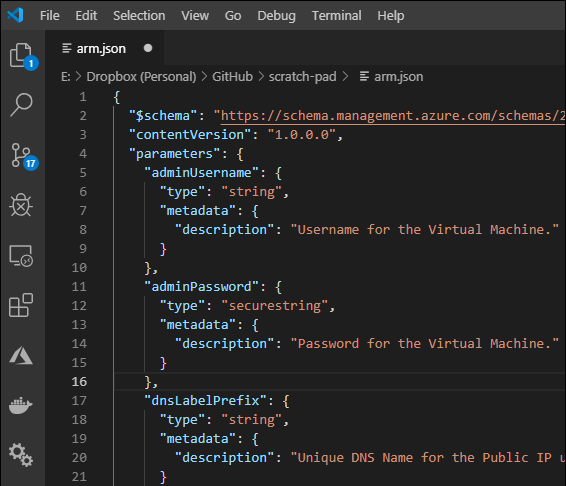 File Edit Selection View Go Debug Terminal Help
arm.json
E: > Dropbox (Personal) > GitHub > scratch-pad > arm.json
1
17
1 {
2 "$schema": "https://schema.management.azure.com/schemas/2
3 "contentVersion": "1.0.0.0",
4 "parameters": {
5 "adminUsername": {
6 "type": "string",
7 "metadata": {
8 "description": "Username for the Virtual Machine."
9 }
10 },
11 "adminPassword": {
12 "type": "securestring",
13 "metadata": {
14 "description": "Password for the Virtual Machine."
15 }
16 },
17 "dnsLabelPrefix": {
18 "type": "string",
19 "metadata": {
20 "description": "Unique DNS Name for the Public IP u
21 }